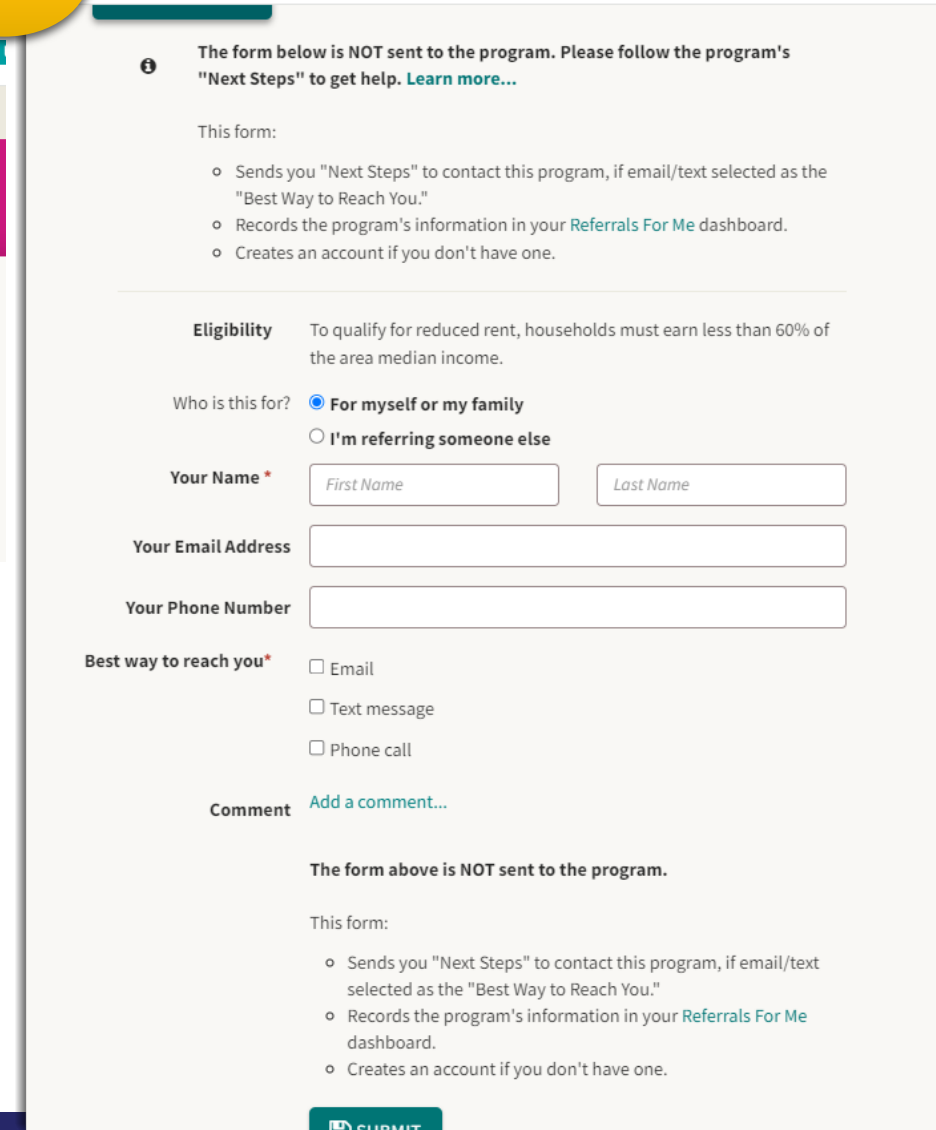 The form below is NOT sent to the program. Please follow the program's
"Next Steps" to get help. Learn more...
This form:
Sends you "Next Steps" to contact this program, if email/text selected as the
"Best Way to Reach You."
Records the program's information in your Referrals For Me dashboard.
Creates an account if you don't have one.
Eligibility To qualify for reduced rent, households must earn less than 60% of
the area median income.
Who is this for? For myself or my family
I'm referring someone else
Your Name * First Name Last Name
Your Email Address
Your Phone Number
Best way to reach you* Email
Text message
Phone call
Comment Add a comment...
The form above is NOT sent to the program.
This form:
Sends you "Next Steps" to contact this program, if email/text
selected as the "Best Way to Reach You."
Records the program's information in your Referrals For Me
dashboard.
Creates an account if you don't have one.
SUBMIT